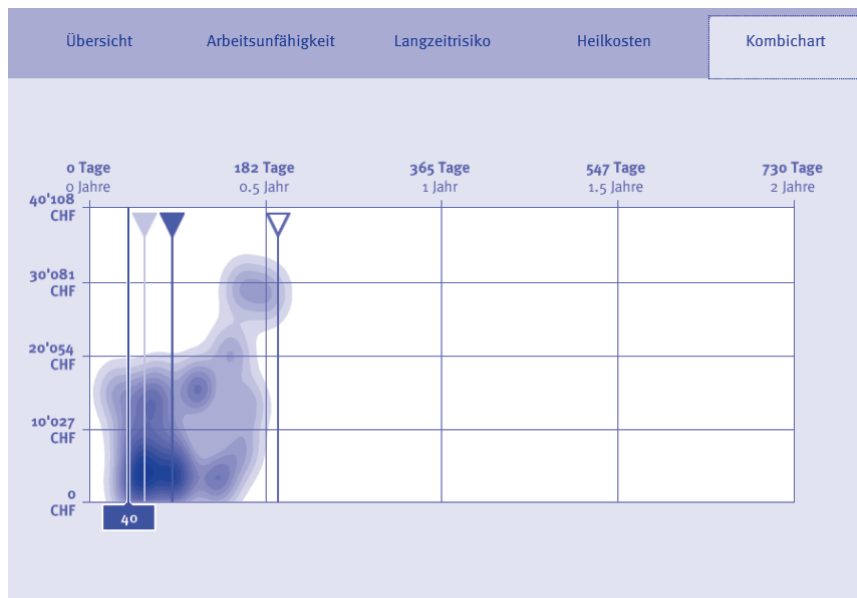 Übersicht Arbeitsunfähigkeit Langzeitrisiko Heilkosten Kombichart
0 Tage 182 Tage 365 Tage 547 Tage 730 Tage
0 Jahre 0.5 Jahr 1 Jahr 1.5 Jahre 2 Jahre
40'108
CHF
30'081
CHF
20'054
CHF
10'027
CHF
0
CHF
40